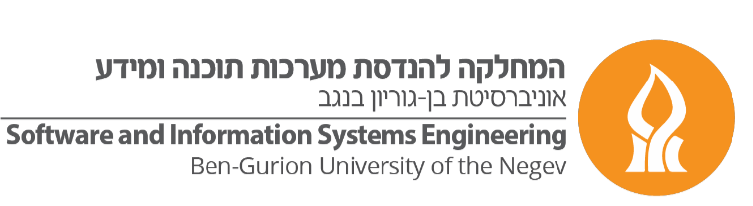 המחלקה להנדסת מערכות תוכנה ומידע
אוניברסיטת בן-גוריון בנגב
Software and Information Systems Engineering
Ben-Gurion University of the Negev